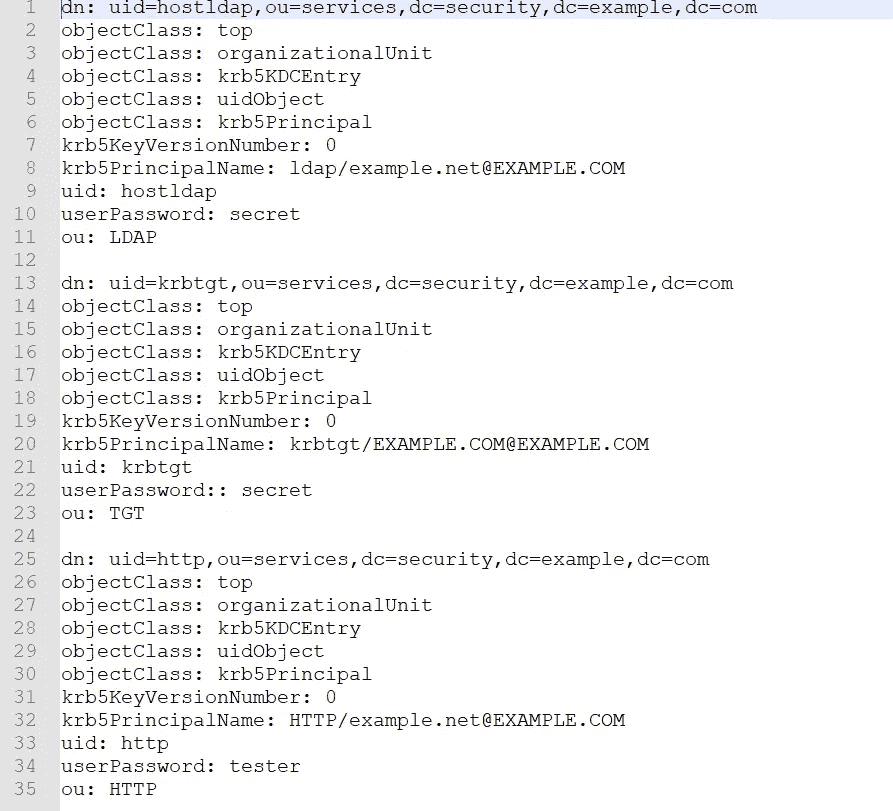 1 dn: uid=hostldap,ou=services,dc=security,dc=example,dc=com
2 objectClass: top
3 objectClass: organizationalUnit
4 objectClass: krb5KDCEntry
5 objectClass: uidObject
6 objectClass: krb5Principal
7 krb5KeyVersionNumber: 0
8 krb5PrincipalName: ldap/example.net@EXAMPLE.COM
9 uid: hostldap
10 userPassword: secret
11 ou: LDAP
12
13 dn: uid=krbtgt,ou=services,dc=security,dc=example,dc=com
14 objectClass: top
15 objectClass: organizationalUnit
16 objectClass: krb5KDCEntry
17 objectClass: uidObject
18 objectClass: krb5Principal
19 krb5KeyVersionNumber: 0
20 krb5PrincipalName: krbtgt/EXAMPLE.COM@EXAMPLE.COM
21 uid: krbtgt
22 userPassword:: secret
23 ou: TGT
24
25 dn: uid=http,ou=services,dc=security,dc=example,dc=com
26 objectClass: top
27 objectClass: organizationalUnit
28 objectClass: krb5KDCEntry
29 objectClass: uidObject
30 objectClass: krb5Principal
31 krb5KeyVersionNumber: 0
32 krb5PrincipalName: HTTP/example.net@EXAMPLE.COM
33 uid: http
34 userPassword: tester
35 ou: HTTP